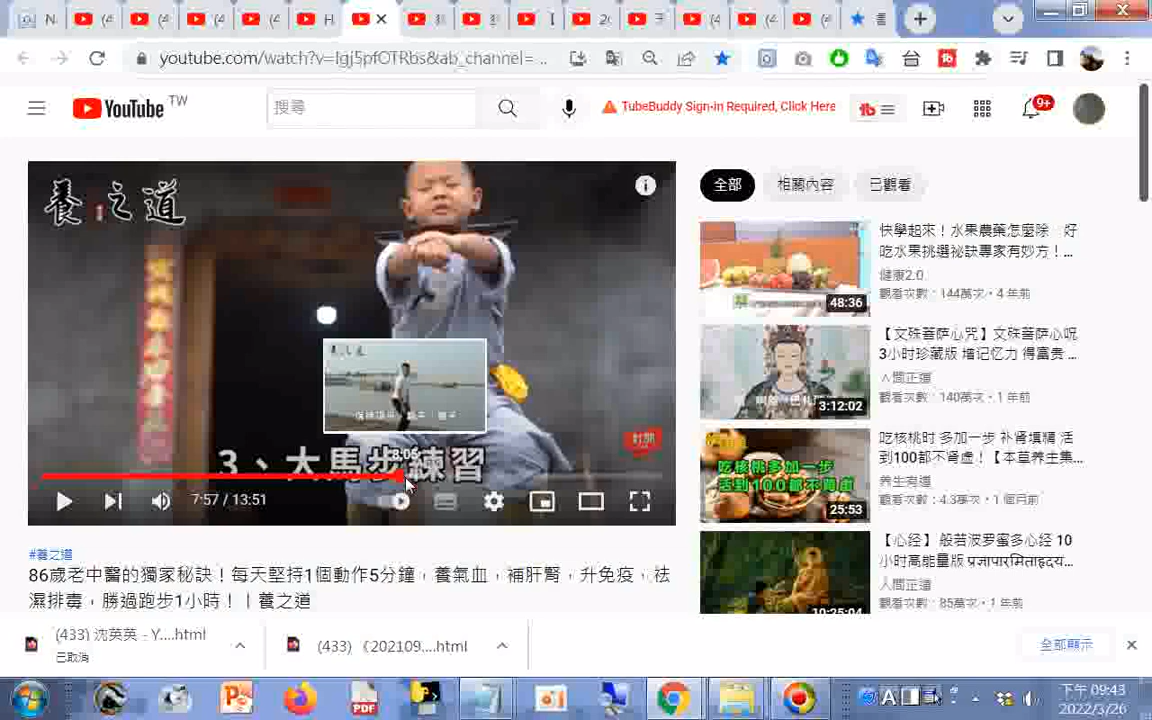 youtube.com/watch?v=lgj5pfOTRbs&ab_channel= ..
YouTube TW
搜尋
TubeBuddy Sign-in Required, Click Here
tb
9+
養之道
3、大馬步練習
8:05
7:57 / 13:51
#養之道
86歲老中醫的獨家秘訣！每天堅持1個動作5分鐘，養氣血，補肝腎，升免疫，祛
濕排毒，勝過跑步1小時！丨養之道
全部
相關內容
已觀看
快學起來！水果農藥怎麼除 好
吃水果挑選祕訣專家有妙方！...
健康2.0
觀看次數：144萬次・4 年前
48:36
【文殊菩萨心咒】文殊菩萨心呪
3小时珍藏版 增记忆力 得富贵 ...
人間正道
觀看次數：140萬次・1 年前
3:12:02
吃核桃时 多加一步 补肾填精 活
到100都不肾虚！【本草养生集...
养生有道
觀看次數：4.3萬次・1 個月前
吃核桃多加一步
活到100都不肾虚
25:53
【心经】 般若波罗蜜多心经 10
小时高能量版 प्रज्ञापारमिताहृदय...
人間正道
觀看次數：85萬次・1 年前
10:25:04
(433) 沈英英 - Y....html
已取消
(433) 《202109....html
全部顯示
PDF
A
下午 09:43
2022/3/26